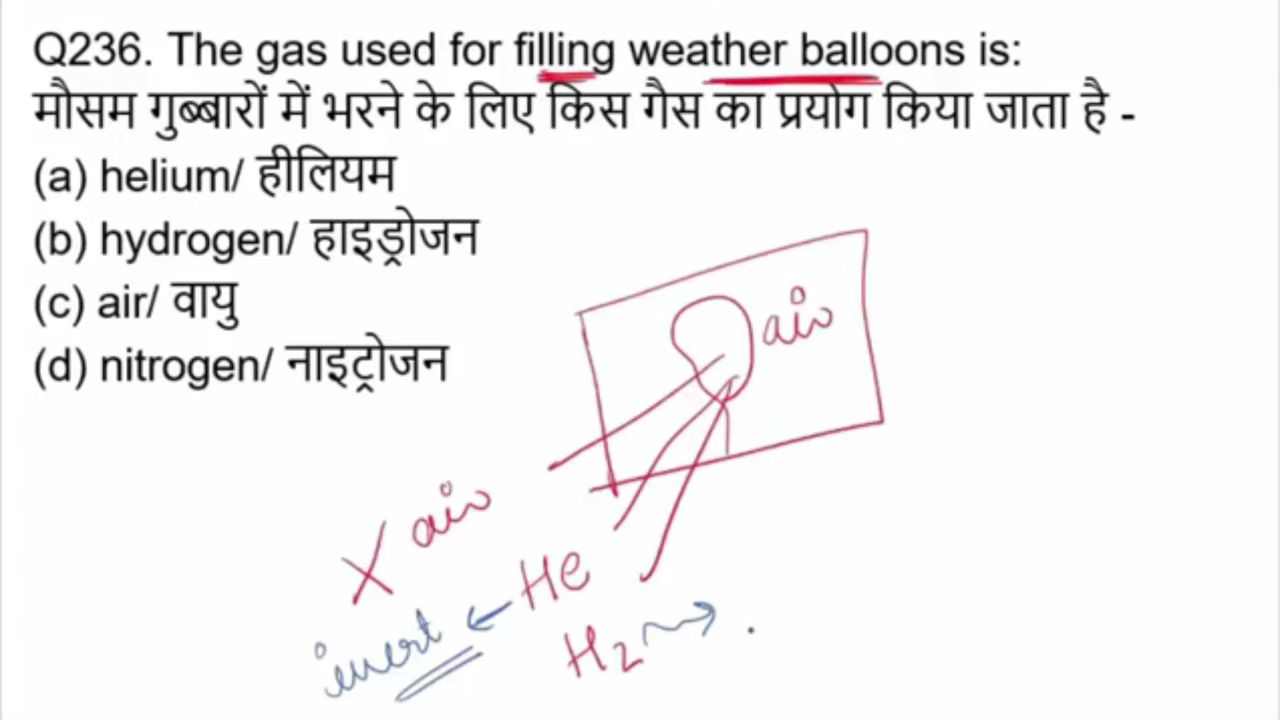 Q236. The gas used for filling weather balloons is:
मौसम गुब्बारों में भरने के लिए किस गैस का प्रयोग किया जाता है -
(a) helium/ हीलियम
(b) hydrogen/ हाइड्रोजन
(c) air/ वायु
(d) nitrogen/ नाइट्रोजन
air
X air
inert ← He
H2 →